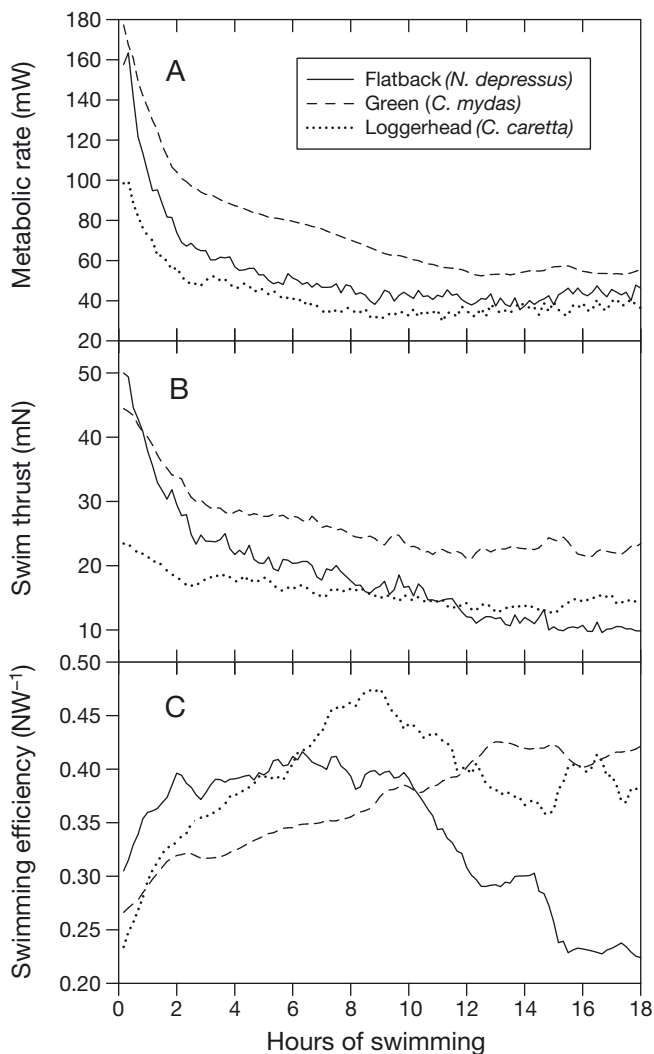 180
160
140
120
100
80
60
40
20
Metabolic rate (mW)
A
Flatback (N. depressus)
Green (C. mydas)
Loggerhead (C. caretta)
50
40
30
20
10
Swim thrust (mN)
B
0.50
0.45
0.40
0.35
0.30
0.25
0.20
Swimming efficiency (NW⁻¹)
C
0 2 4 6 8 10 12 14 16 18
Hours of swimming